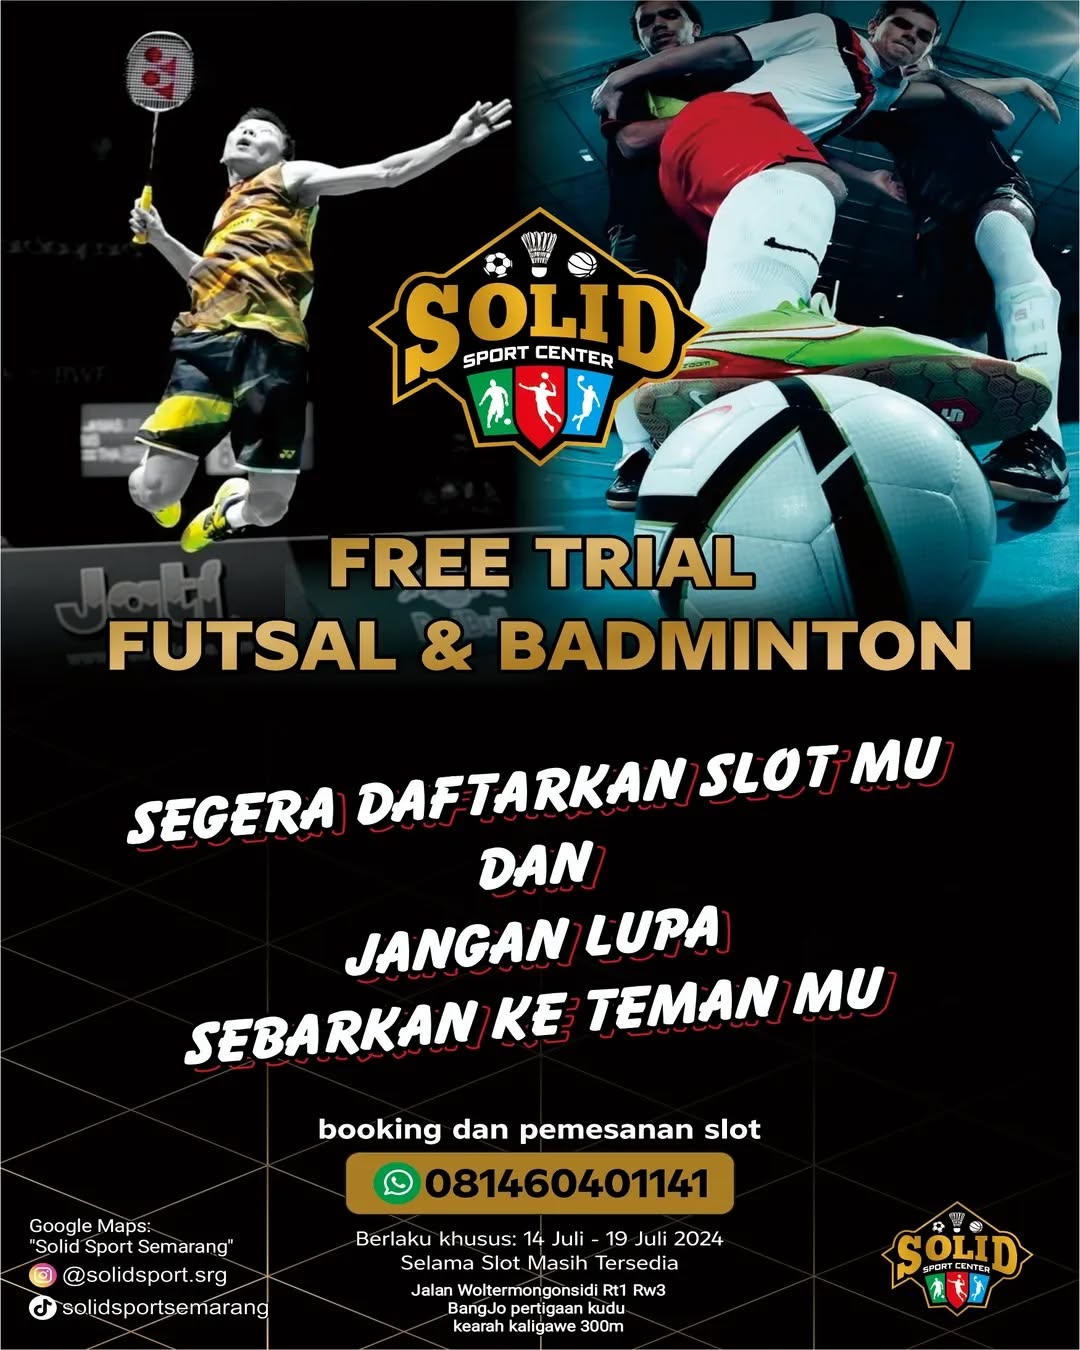 SOLID
SPORT CENTER
Jati
FREE TRIAL
FUTSAL & BADMINTON
SEGERA DAFTARKAN SLOT MU
DAN
JANGAN LUPA
SEBARKAN KE TEMAN MU
booking dan pemesanan slot
081460401141
Berlaku khusus: 14 Juli - 19 Juli 2024
Selama Slot Masih Tersedia
Jalan Woltermongonsidi Rt1 Rw3
BangJo pertigaan kudu
kearah kaligawe 300m
Google Maps:
"Solid Sport Semarang"
@solidsport.srg
solidsportsemarang
SOLID
SPORT CENTER